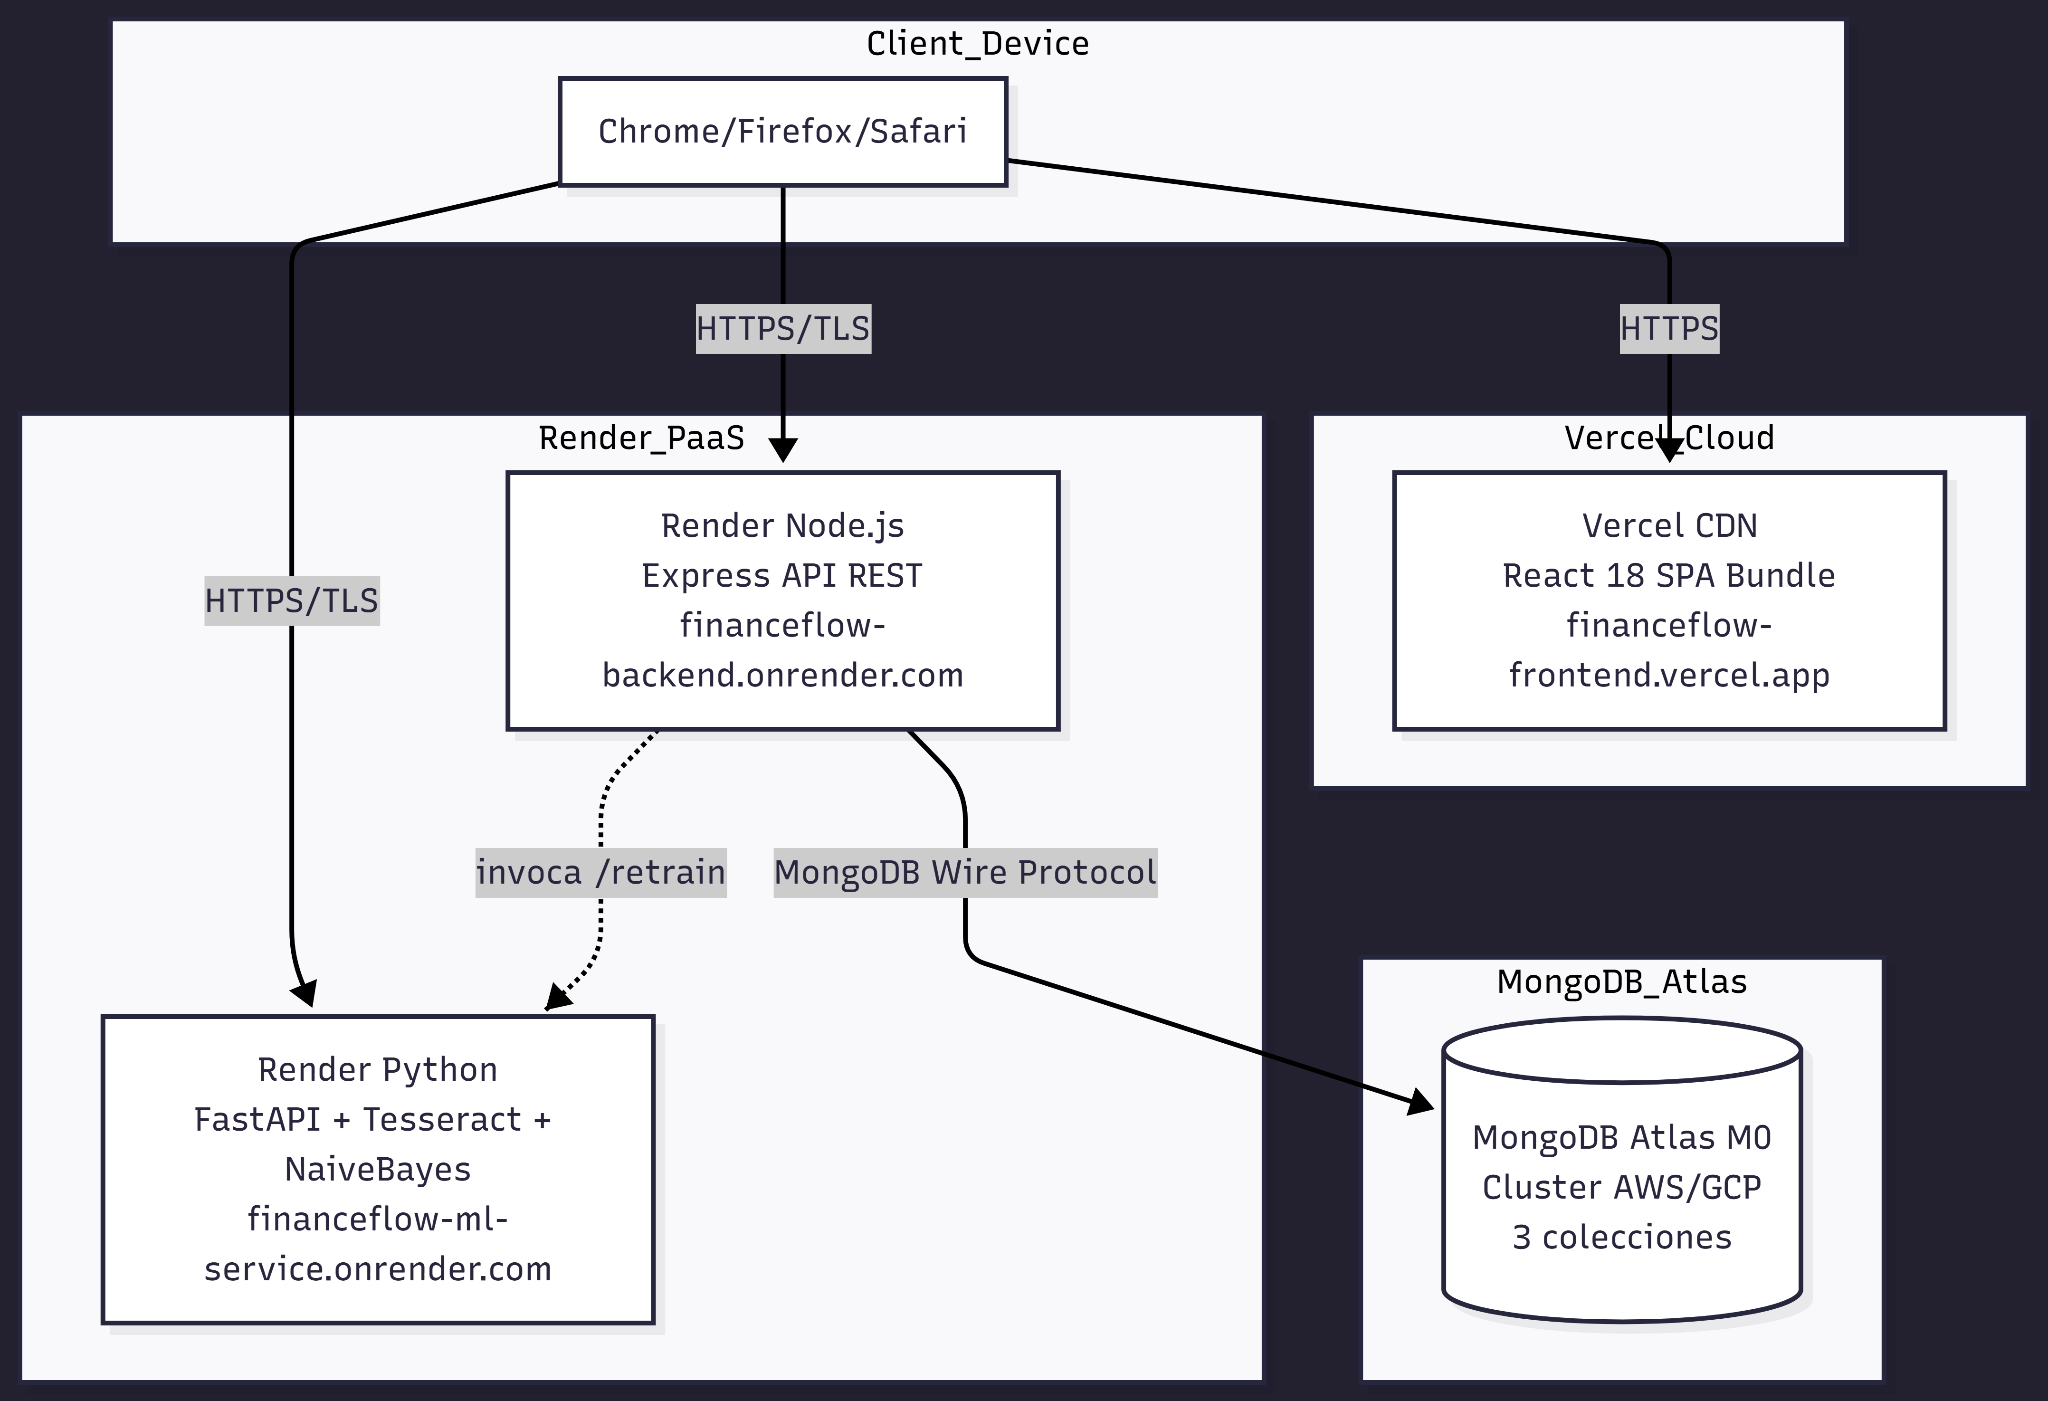 Client_Device
Chrome/Firefox/Safari
HTTPS/TLS
HTTPS
Render_PaaS
Vercel_Cloud
Render Node.js
Express API REST
financeflow-
backend.onrender.com
Vercel CDN
React 18 SPA Bundle
financeflow-
frontend.vercel.app
HTTPS/TLS
invoca /retrain
MongoDB Wire Protocol
MongoDB_Atlas
Render Python
FastAPI + Tesseract +
NaiveBayes
financeflow-ml-
service.onrender.com
MongoDB Atlas M0
Cluster AWS/GCP
3 colecciones